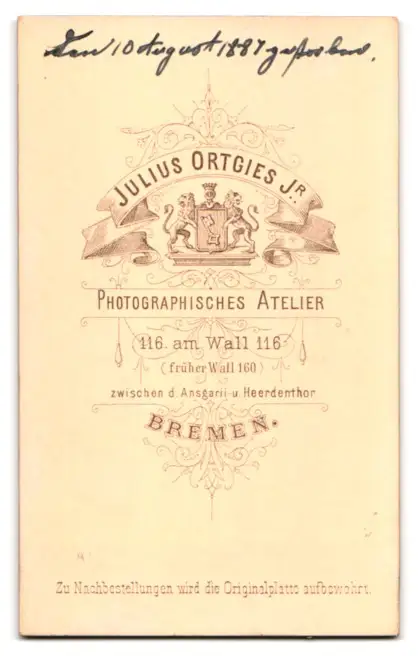 Den 10 August 1887 gestorben.
JULIUS ORTGIES JR.
PHOTOGRAPHISCHES ATELIER
116. am Wall 116.
(früher Wall 160)
zwischen d. Ansgarii u. Heerdenthor
BREMEN.
Zu Nachbestellungen wird die Originalplatte aufbewahrt.